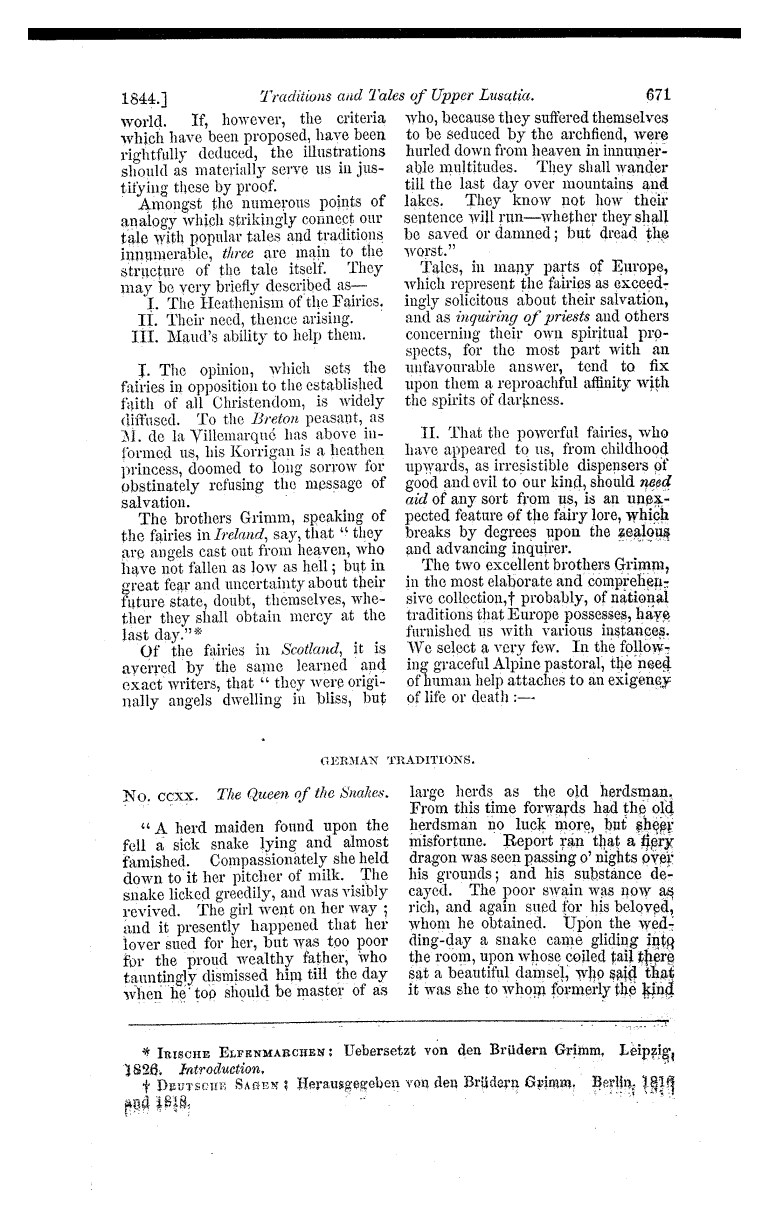 1844.] Traditions and Tales of Upper Lusatia. 671
world. If, however, the criteria
which have been proposed, have been
rightfully deduced, the illustrations
should as materially serve us in jus-
tifying these by proof.
Amongst the numerous points of
analogy which strikingly connect our
tale with popular tales and traditions
innumerable, three are main to the
structure of the tale itself. They
may be very briefly described as—
I. The Heathenism of the Fairies.
II. Their need, thence arising.
III. Maud's ability to help them.
I. The opinion, which sets the
fairies in opposition to the established
faith of all Christendom, is widely
diffused. To the Breton peasant, as
M. de la Villemarqué has above in-
formed us, his Korrigan is a heathen
princess, doomed to long sorrow for
obstinately refusing the message of
salvation.
The brothers Grimm, speaking of
the fairies in Ireland, say, that " they
are angels cast out from heaven, who
have not fallen as low as hell ; but in
great fear and uncertainty about their
future state, doubt, themselves, whe-
ther they shall obtain mercy at the
last day."*
Of the fairies in Scotland, it is
averred by the same learned and
exact writers, that " they were origi-
nally angels dwelling in bliss, but
who, because they suffered themselves
to be seduced by the archfiend, were
hurled down from heaven in innumer-
able multitudes. They shall wander
till the last day over mountains and
lakes. They know not how their
sentence will run—whether they shall
be saved or damned ; but dread the
worst."
Tales, in many parts of Europe,
which represent the fairies as exceed-
ingly solicitous about their salvation,
and as inquiring of priests and others
concerning their own spiritual pro-
spects, for the most part with an
unfavourable answer, tend to fix
upon them a reproachful affinity with
the spirits of darkness.
II. That the powerful fairies, who
have appeared to us, from childhood
upwards, as irresistible dispensers of
good and evil to our kind, should need
aid of any sort from us, is an unex-
pected feature of the fairy lore, which
breaks by degrees upon the zealous
and advancing inquirer.
The two excellent brothers Grimm,
in the most elaborate and comprehen-
sive collection,† probably, of national
traditions that Europe possesses, have
furnished us with various instances.
We select a very few. In the follow-
ing graceful Alpine pastoral, the need
of human help attaches to an exigency
of life or death :—
GERMAN TRADITIONS.
No. CCXX. The Queen of the Snakes.
" A herd maiden found upon the
fell a sick snake lying and almost
famished. Compassionately she held
down to it her pitcher of milk. The
snake licked greedily, and was visibly
revived. The girl went on her way ;
and it presently happened that her
lover sued for her, but was too poor
for the proud wealthy father, who
tauntingly dismissed him till the day
when he too should be master of as
large herds as the old herdsman.
From this time forwards had the old
herdsman no luck more, but sheer
misfortune. Report ran that a fiery
dragon was seen passing o' nights over
his grounds ; and his substance de-
cayed. The poor swain was now as
rich, and again sued for his beloved,
whom he obtained. Upon the wed-
ding-day a snake came gliding into
the room, upon whose coiled tail there
sat a beautiful damsel, who said that
it was she to whom formerly the kind
* IRISCHE ELFENMARCHEN: Uebersetzt von den Brüdern Grimm. Leipzig,
1826. Introduction.
† DEUTSCHE SAGEN: Herausgegeben von den Brüdern Grimm. Berlin, 1816
and 1818.